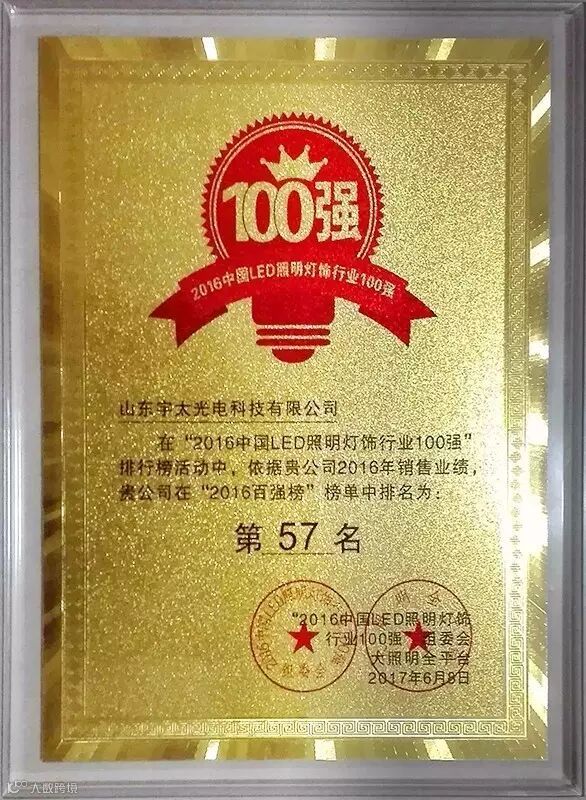 100强
2016中国LED照明灯饰行业100强
山东宇太光电科技有限公司
在“2016中国LED照明灯饰行业100强”
排行榜活动中，依据贵公司2016年销售业绩，
贵公司在“2016百强榜”榜单中排名为：
第 57 名
“2016中国LED照明灯饰
行业100强”组委会
大照明全平台
2017年6月8日
大数跨境